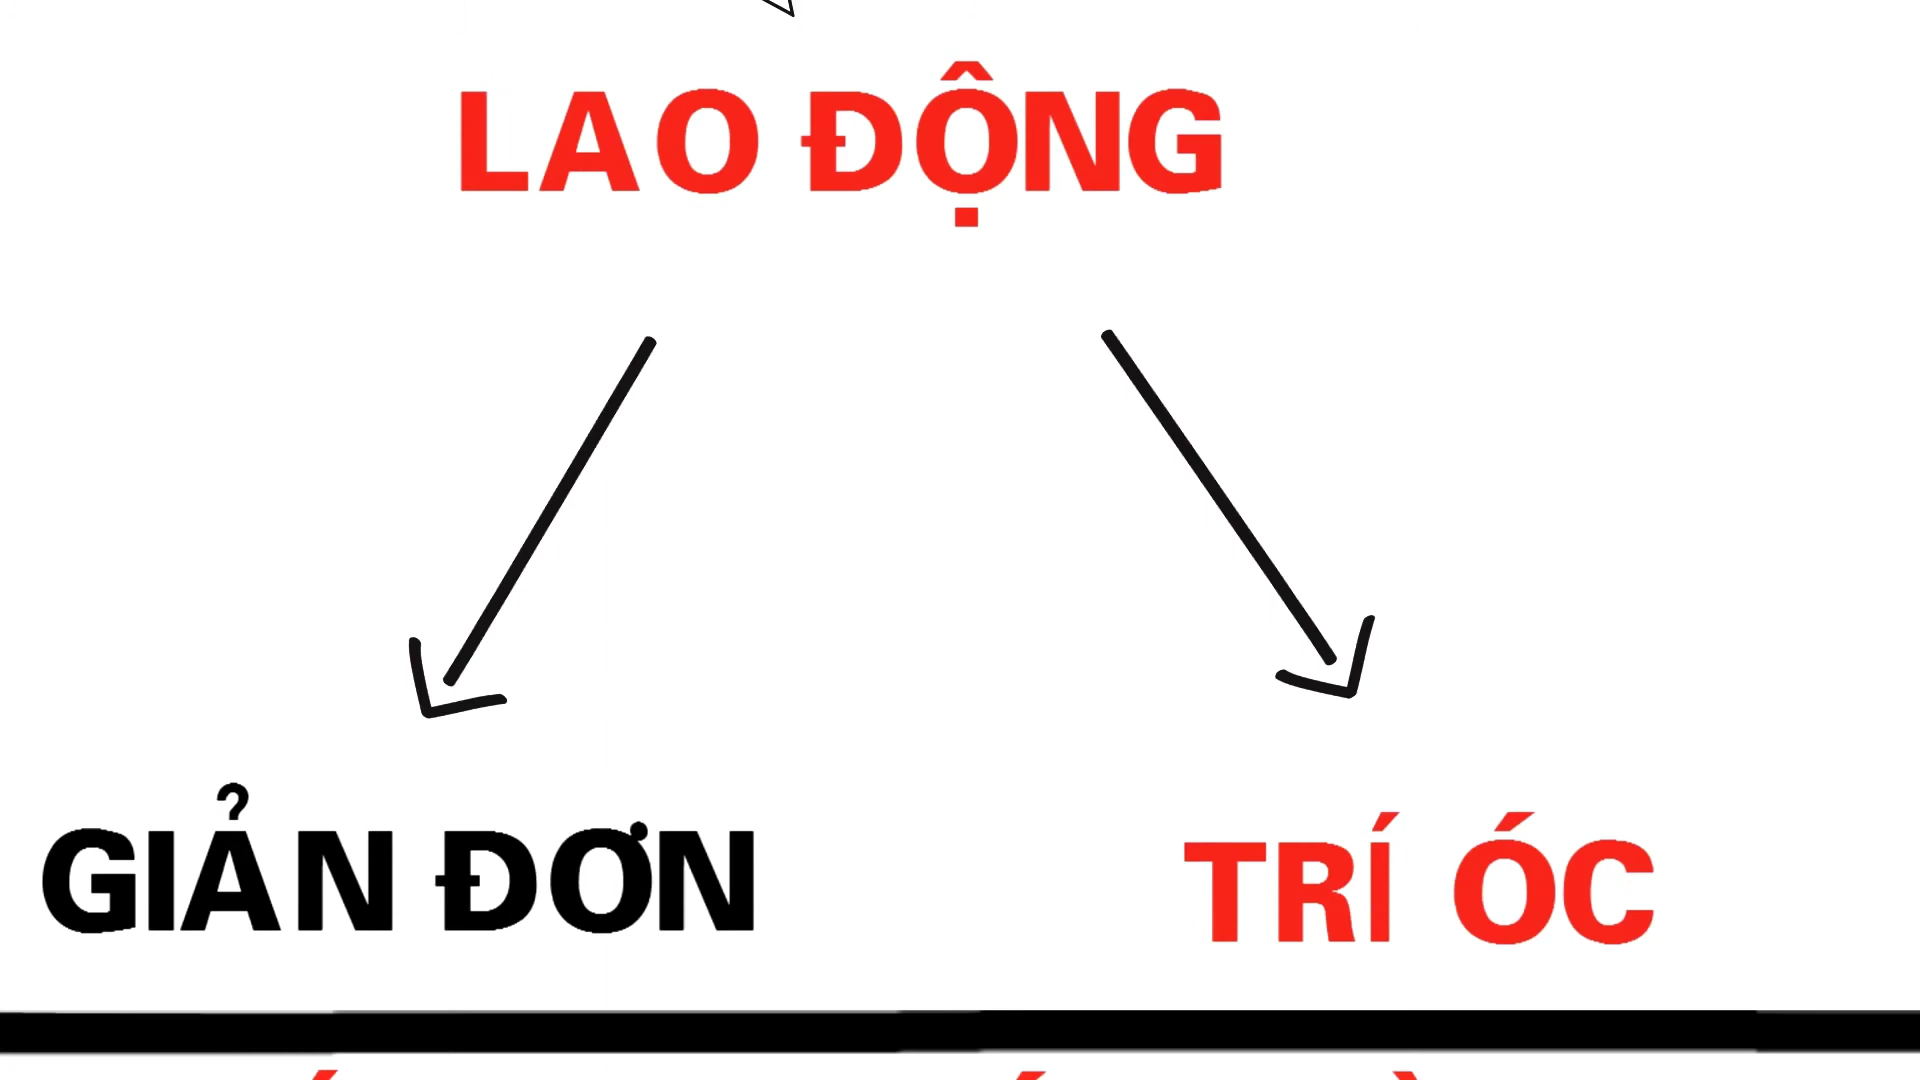 LAO ĐỘNG
GIẢN ĐƠN
TRÍ ÓC